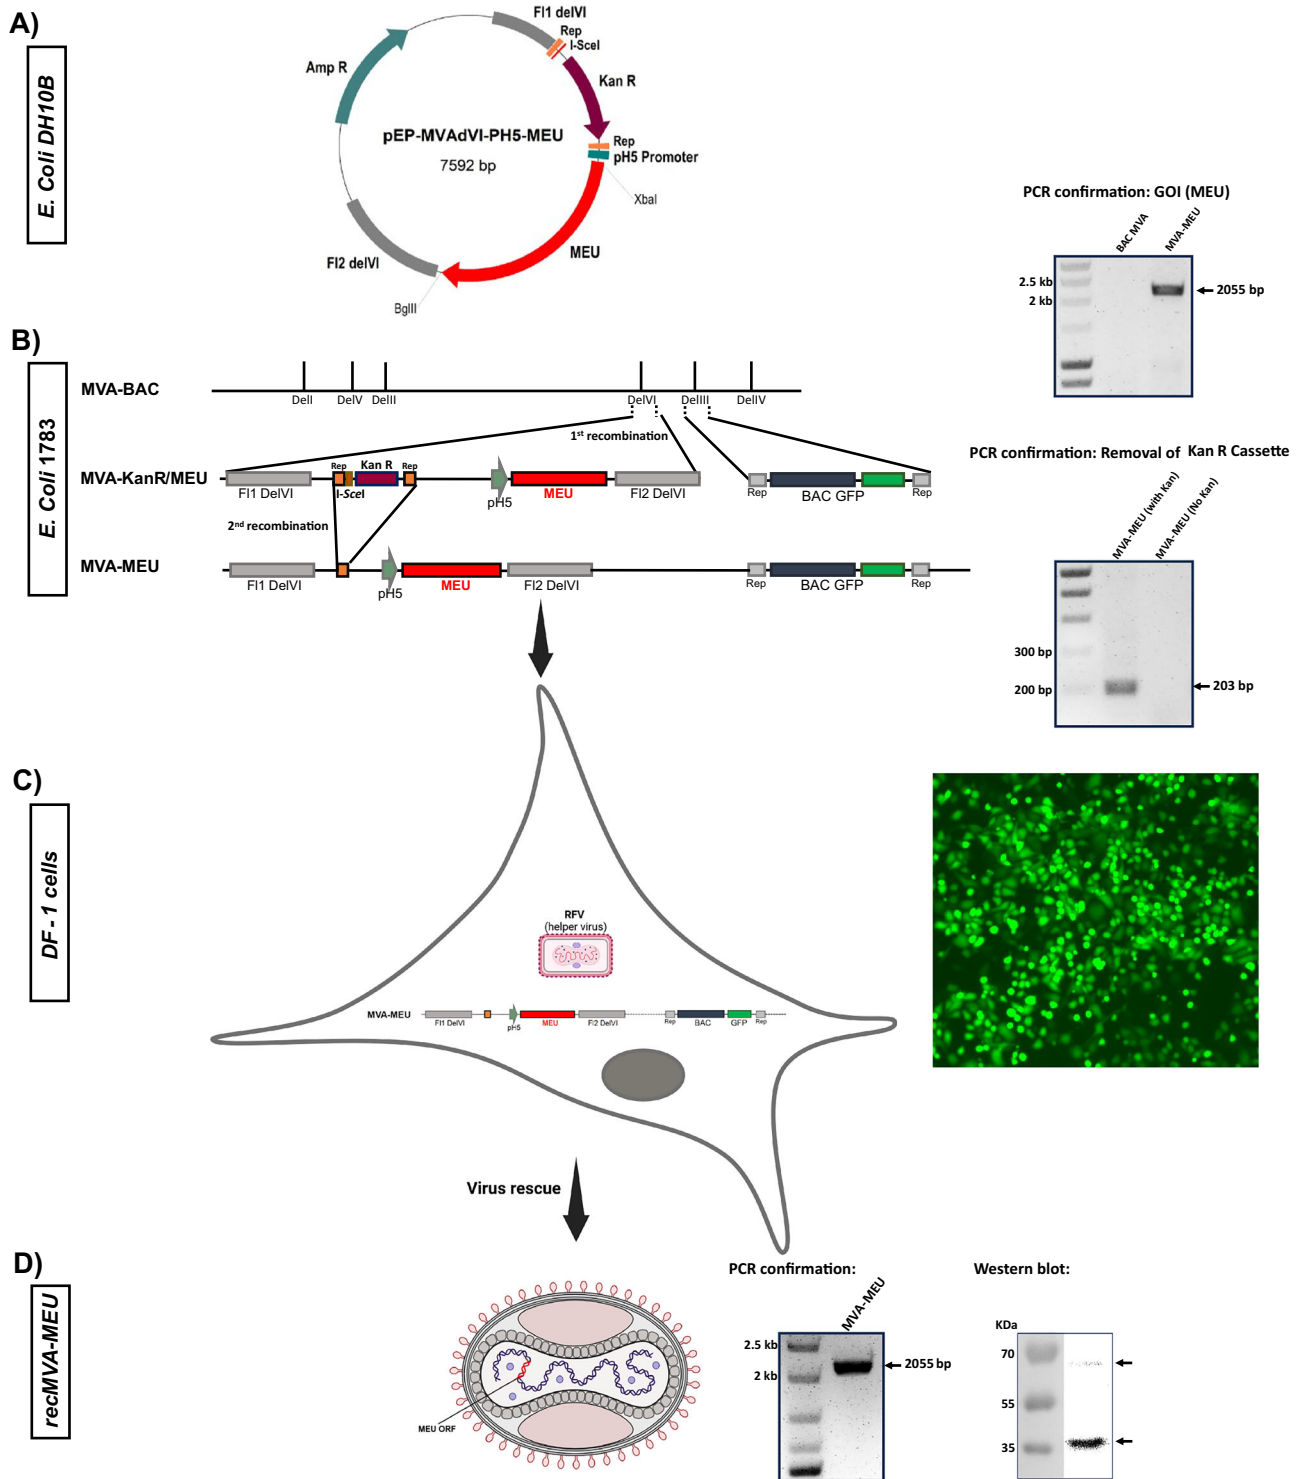 A)
E. Coli DH10B
Fl1 delVI
Rep
I-SceI
Kan R
Amp R
pEP-MVAdVI-PH5-MEU
7592 bp
Rep
pH5 Promoter
XbaI
MEU
Fl2 delVI
BglII
PCR confirmation: GOI (MEU)
BAC MVA
MVA-MEU
2.5 kb
2 kb
2055 bp
B)
E. Coli 1783
MVA-BAC
DelI
DelV
DelII
DelVI
DelIII
DelIV
1st recombination
MVA-KanR/MEU
Rep
Kan R
Rep
I-SceI
Fl1 DelVI
pH5
MEU
Fl2 DelVI
Rep
BAC GFP
Rep
2nd recombination
MVA-MEU
Fl1 DelVI
pH5
MEU
Fl2 DelVI
Rep
BAC GFP
Rep
PCR confirmation: Removal of Kan R Cassette
MVA-MEU (with Kan)
MVA-MEU (No Kan)
300 bp
200 bp
203 bp
C)
DF-1 cells
RFV
(helper virus)
MVA-MEU
Fl1 DelVI
pH5
MEU
Fl2 DelVI
Rep
BAC
GFP
Rep
Virus rescue
D)
recMVA-MEU
MEU ORF
PCR confirmation:
MVA-MEU
2.5 kb
2 kb
2055 bp
Western blot:
KDa
70
55
35